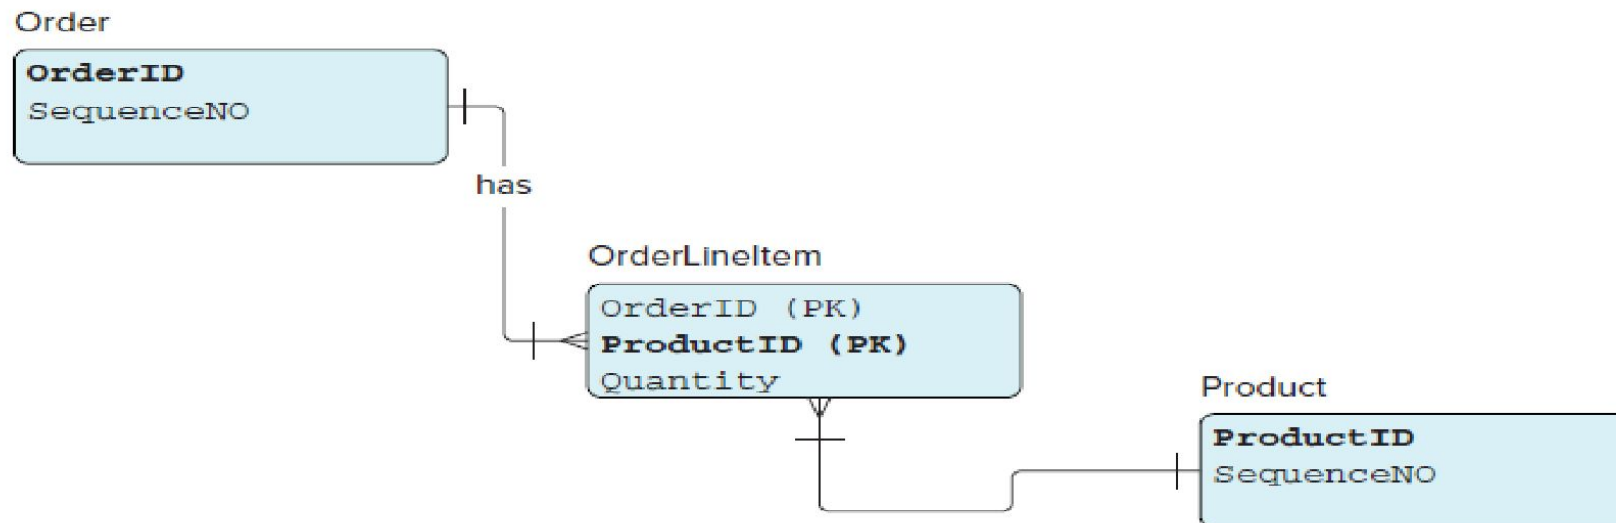 Order
OrderID
SequenceNO
has
OrderLineItem
OrderID (PK)
ProductID (PK)
Quantity
Product
ProductID
SequenceNO